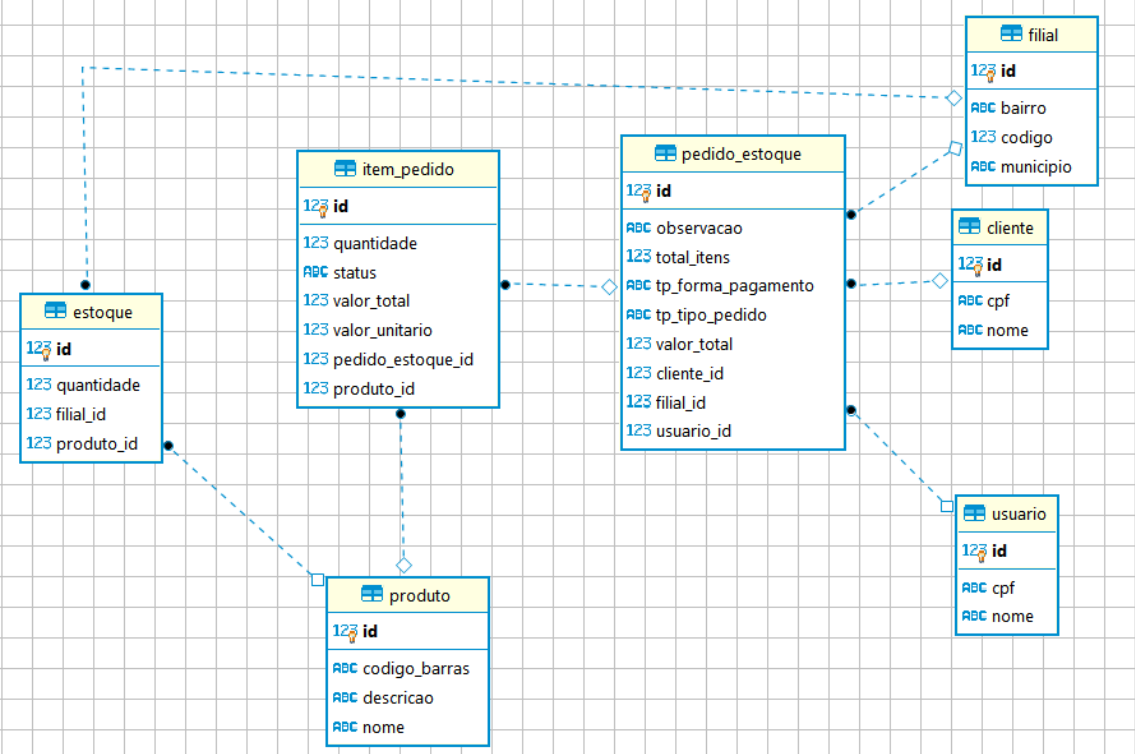 filial
123 id
ABC bairro
123 codigo
ABC municipio
item_pedido
123 id
123 quantidade
ABC status
123 valor_total
123 valor_unitario
123 pedido_estoque_id
123 produto_id
pedido_estoque
123 id
ABC observacao
123 total_itens
ABC tp_forma_pagamento
ABC tp_tipo_pedido
123 valor_total
123 cliente_id
123 filial_id
123 usuario_id
cliente
123 id
ABC cpf
ABC nome
estoque
123 id
123 quantidade
123 filial_id
123 produto_id
usuario
123 id
ABC cpf
ABC nome
produto
123 id
ABC codigo_barras
ABC descricao
ABC nome